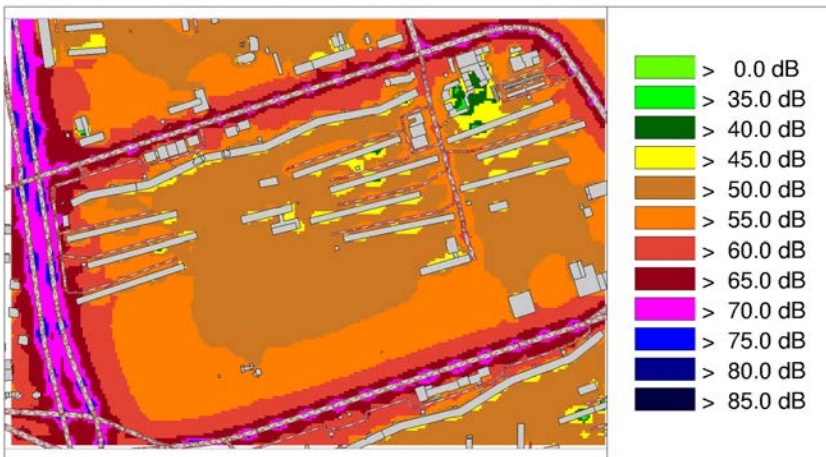 > 0.0 dB
> 35.0 dB
> 40.0 dB
> 45.0 dB
> 50.0 dB
> 55.0 dB
> 60.0 dB
> 65.0 dB
> 70.0 dB
> 75.0 dB
> 80.0 dB
> 85.0 dB